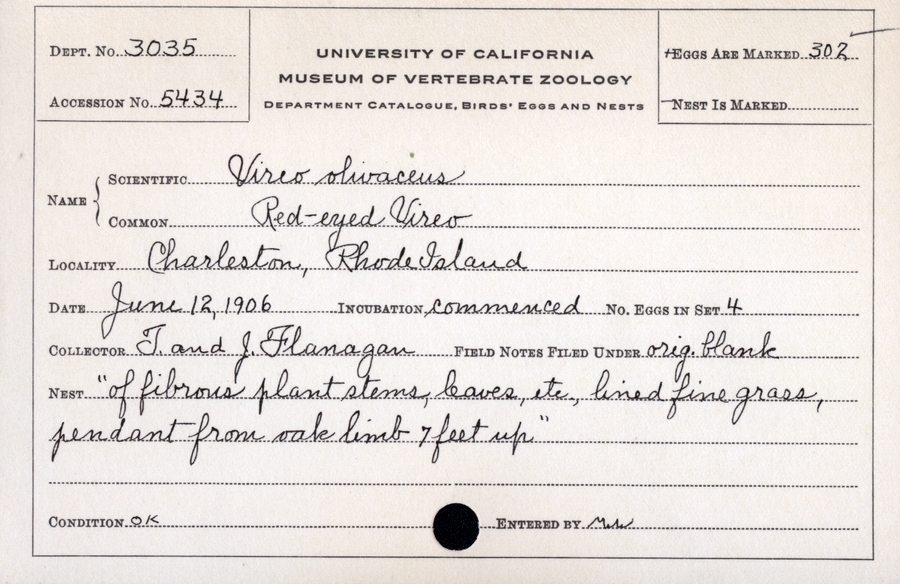 DEPT. NO. 3035
ACCESSION NO. 5434
UNIVERSITY OF CALIFORNIA
MUSEUM OF VERTEBRATE ZOOLOGY
DEPARTMENT CATALOGUE, BIRDS' EGGS AND NESTS
EGGS ARE MARKED 302
NEST IS MARKED
NAME
SCIENTIFIC Vireo olivaceus
COMMON Red-eyed Vireo
LOCALITY Charleston, Rhode Island
DATE June 12, 1906 INCUBATION commenced NO. EGGS IN SET 4
COLLECTOR T. and J. Flanagan FIELD NOTES FILED UNDER orig. blank
NEST "of fibrous plant stems, leaves, etc., lined fine grass,
pendant from oak limb 7 feet up"
CONDITION OK ENTERED BY